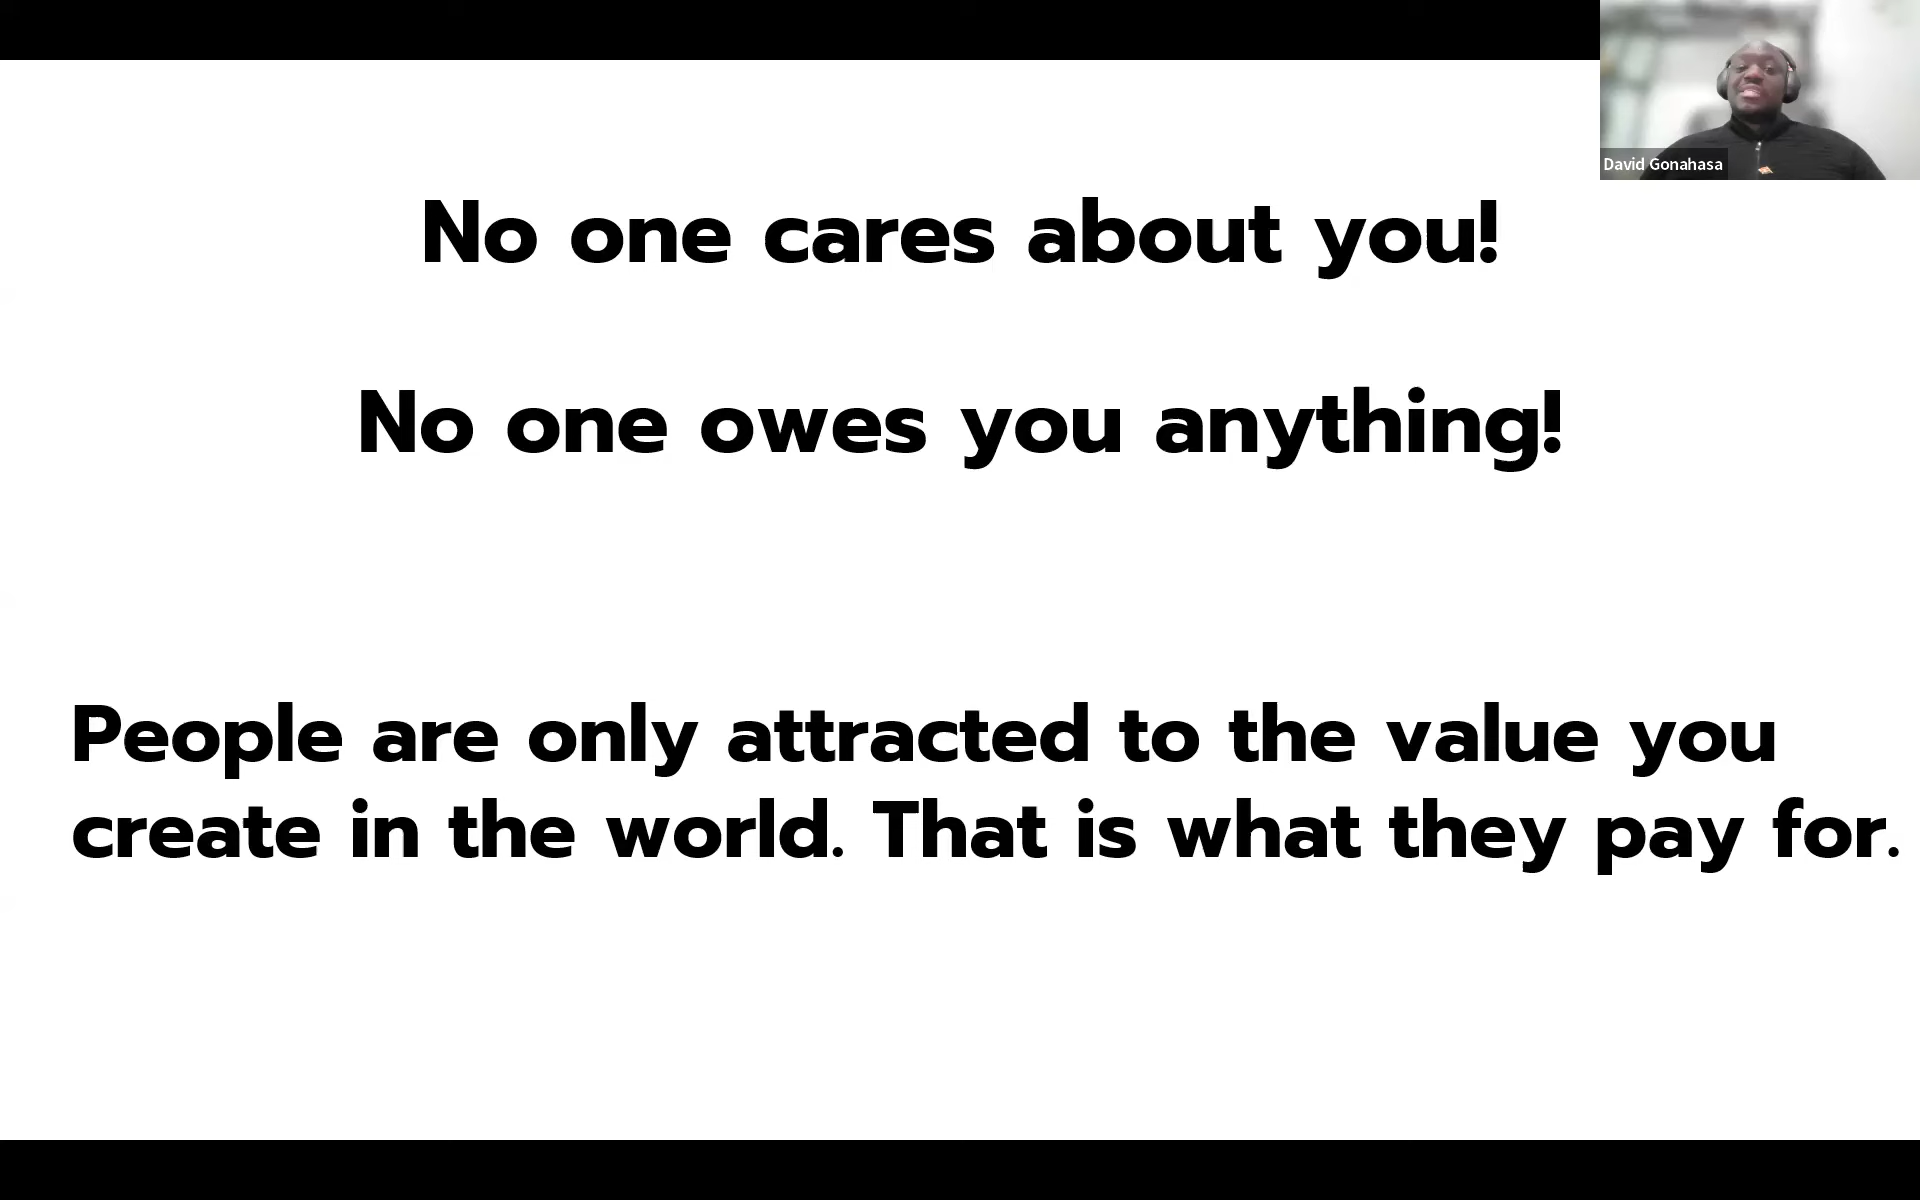 David Gonahasa
No one cares about you!
No one owes you anything!
People are only attracted to the value you
create in the world. That is what they pay for.